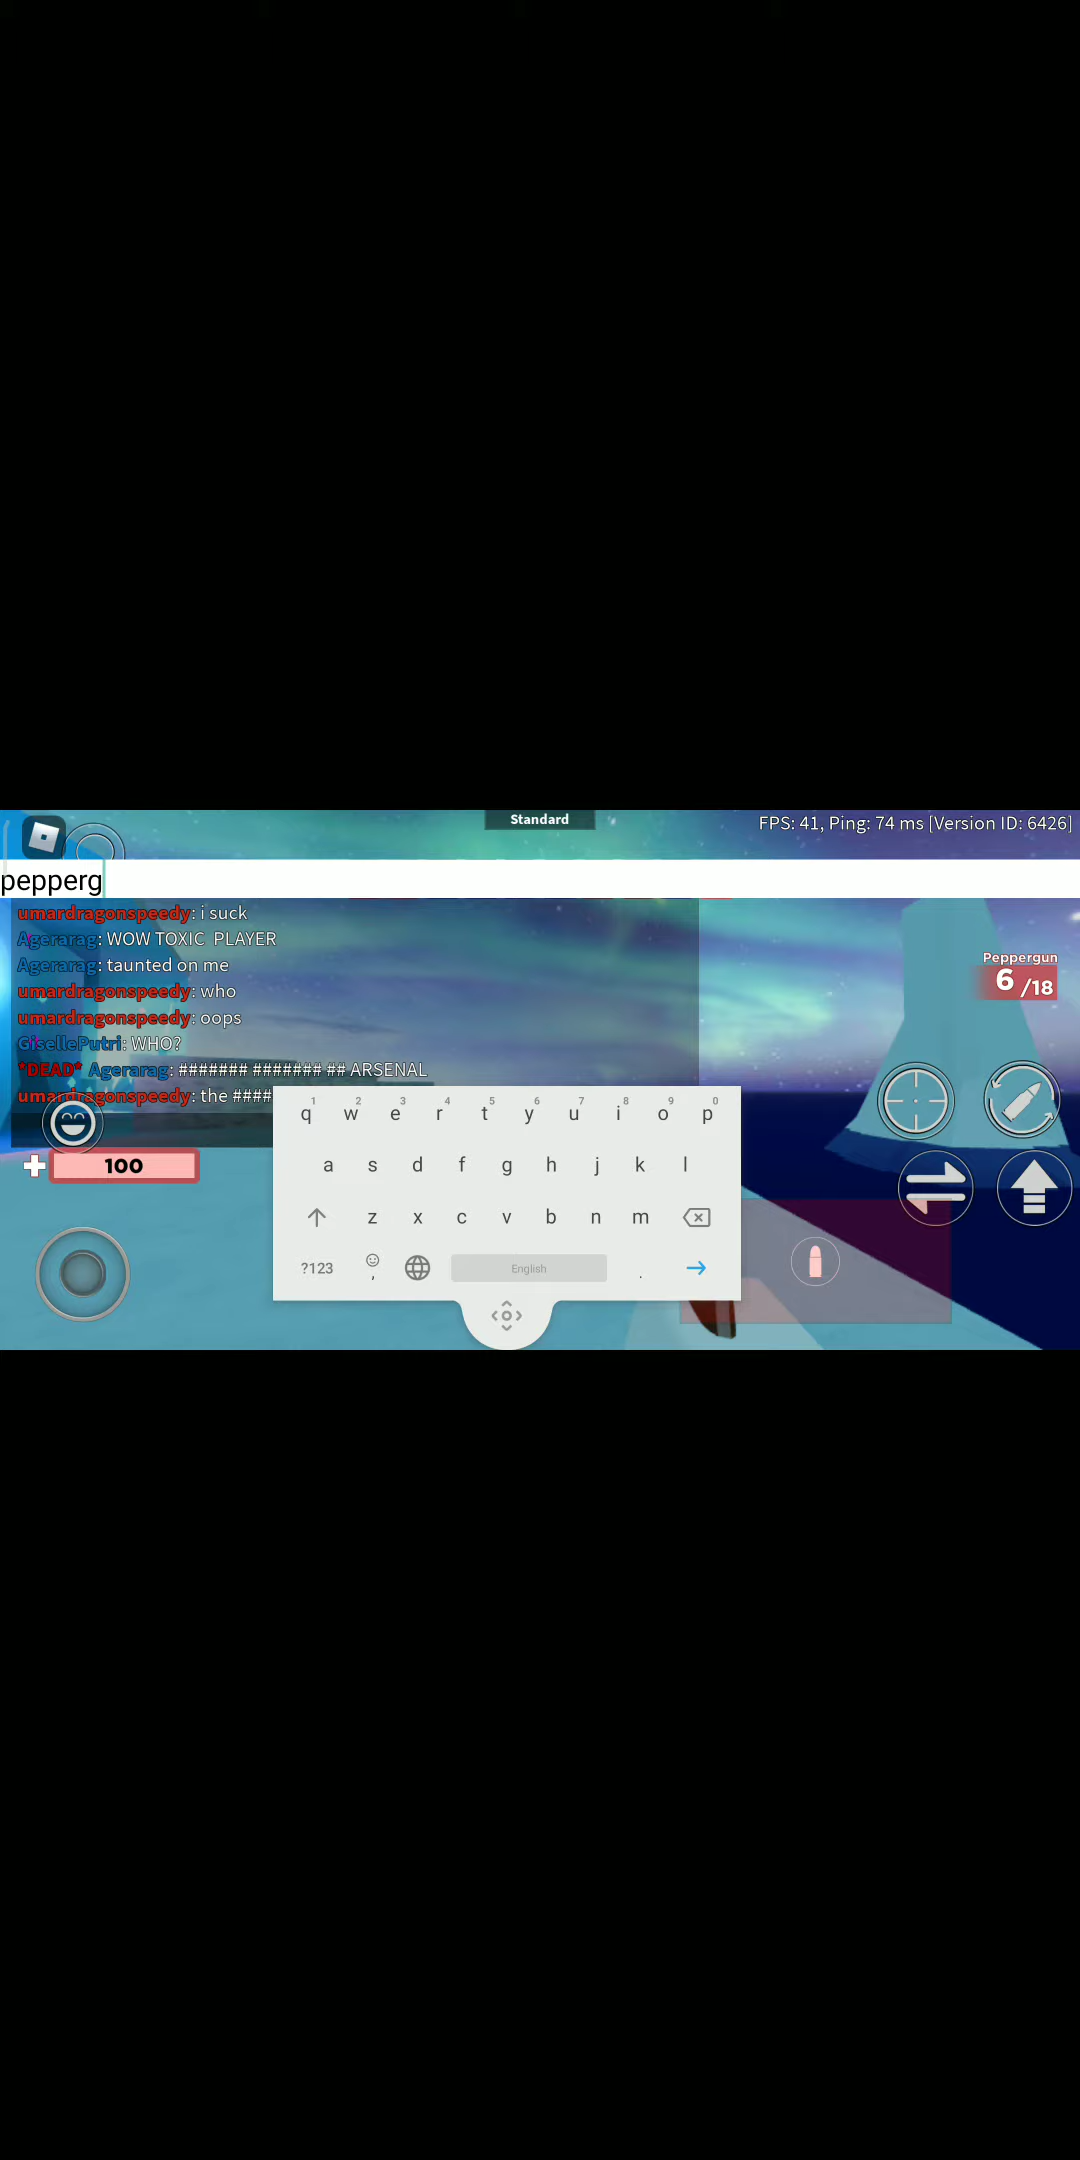 Standard
FPS: 41, Ping: 74 ms [Version ID: 6426]
pepperg
umardragonspeedy: i suck
Agerarag: WOW TOXIC PLAYER
Agerarag: taunted on me
umardragonspeedy: who
umardragonspeedy: oops
GisellePutri: WHO?
*DEAD* Agerarag: ####### ####### ## ARSENAL
umardragonspeedy: the ####
Peppergun
6 /18
100
1 2 3 4 5 6 7 8 9 0
q w e r t y u i o p
a s d f g h j k l
z x c v b n m
?123 , English .